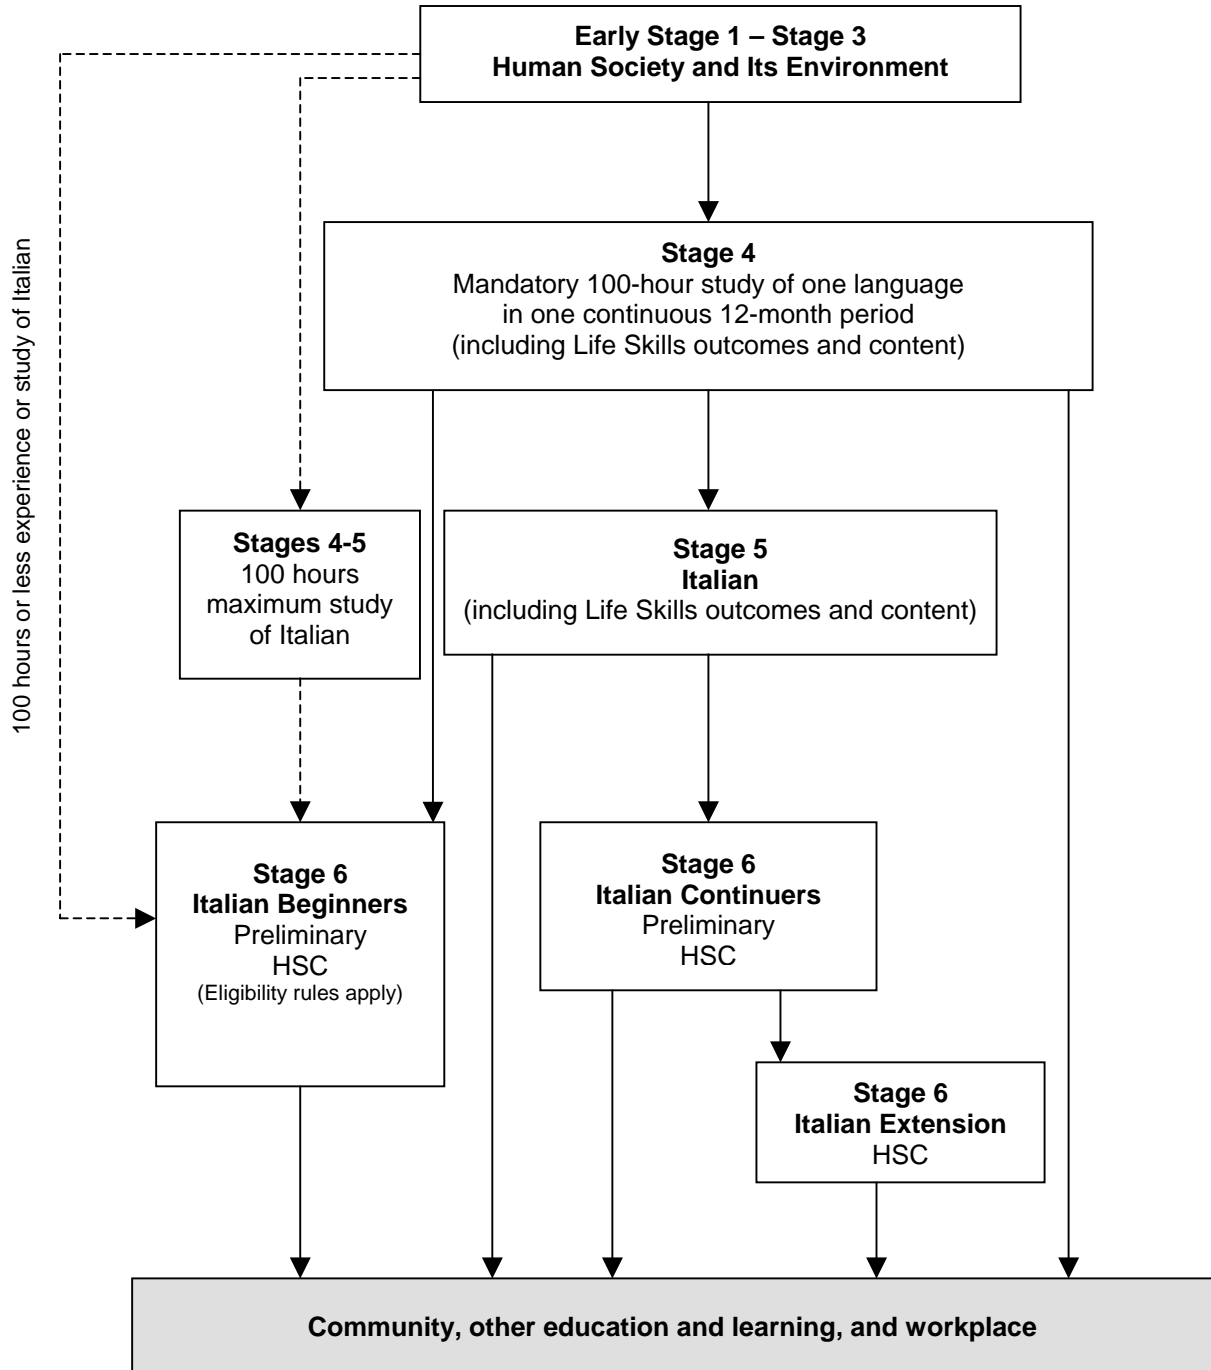 Early Stage 1 – Stage 3
Human Society and Its Environment
100 hours or less experience or study of Italian
Stage 4
Mandatory 100-hour study of one language
in one continuous 12-month period
(including Life Skills outcomes and content)
Stages 4-5
100 hours
maximum study
of Italian
Stage 5
Italian
(including Life Skills outcomes and content)
Stage 6
Italian Beginners
Preliminary
HSC
(Eligibility rules apply)
Stage 6
Italian Continuers
Preliminary
HSC
Stage 6
Italian Extension
HSC
Community, other education and learning, and workplace